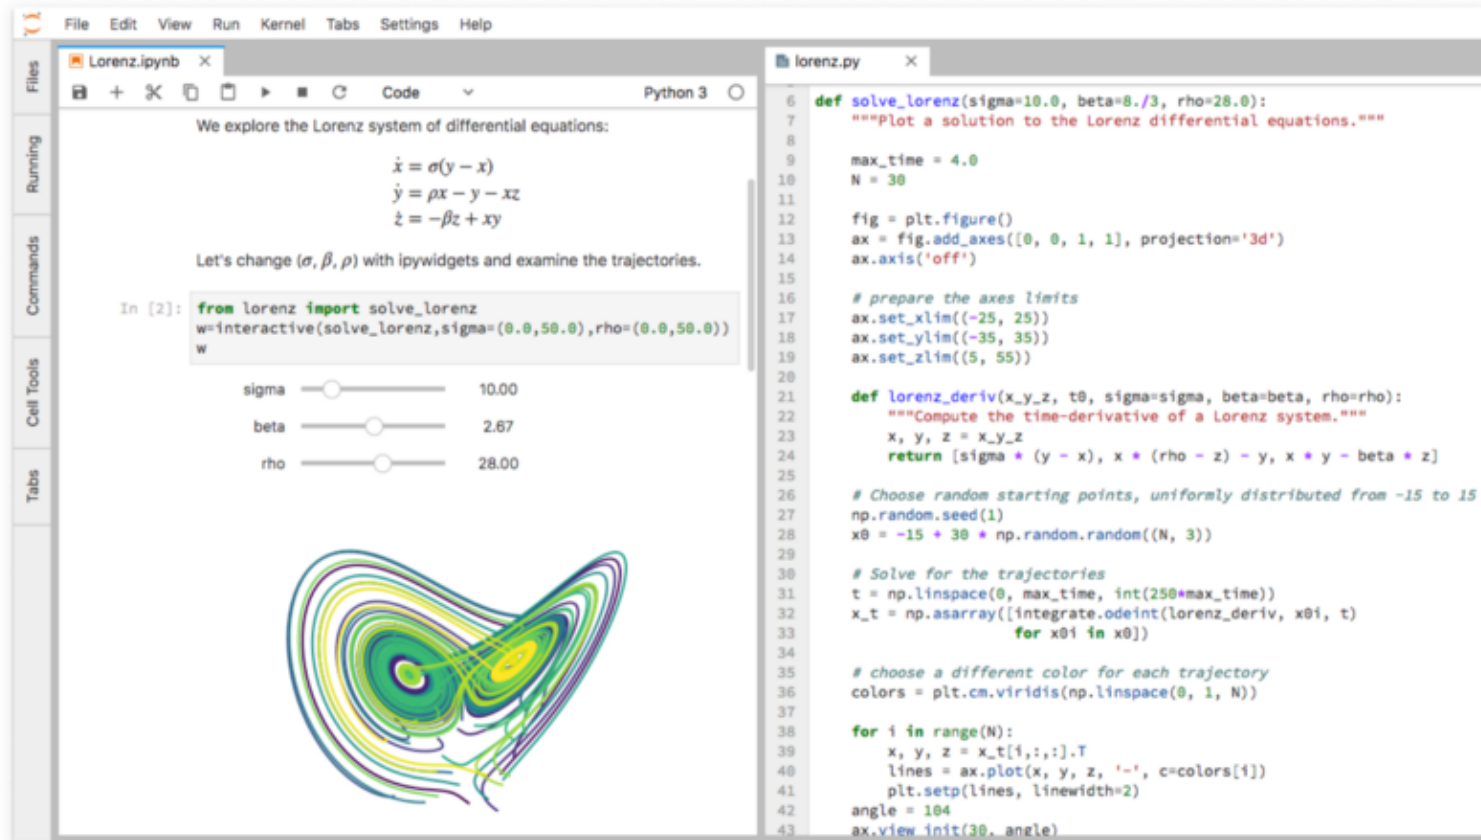 File Edit View Run Kernel Tabs Settings Help
Files
Running
Commands
Cell Tools
Tabs
Lorenz.ipynb
Code Python 3
We explore the Lorenz system of differential equations:
ẋ = σ(y − x)
ẏ = ρx − y − xz
ż = −βz + xy
Let's change (σ, β, ρ) with ipywidgets and examine the trajectories.
In [2]: from lorenz import solve_lorenz
w=interactive(solve_lorenz,sigma=(0.0,50.0),rho=(0.0,50.0))
w
sigma 10.00
beta 2.67
rho 28.00
lorenz.py
6 def solve_lorenz(sigma=10.0, beta=8./3, rho=28.0):
7     """Plot a solution to the Lorenz differential equations."""
8
9     max_time = 4.0
10     N = 30
11
12     fig = plt.figure()
13     ax = fig.add_axes([0, 0, 1, 1], projection='3d')
14     ax.axis('off')
15
16     # prepare the axes limits
17     ax.set_xlim((-25, 25))
18     ax.set_ylim((-35, 35))
19     ax.set_zlim((5, 55))
20
21     def lorenz_deriv(x_y_z, t0, sigma=sigma, beta=beta, rho=rho):
22         """Compute the time-derivative of a Lorenz system."""
23         x, y, z = x_y_z
24         return [sigma * (y - x), x * (rho - z) - y, x * y - beta * z]
25
26     # Choose random starting points, uniformly distributed from -15 to 15
27     np.random.seed(1)
28     x0 = -15 + 30 * np.random.random((N, 3))
29
30     # Solve for the trajectories
31     t = np.linspace(0, max_time, int(250*max_time))
32     x_t = np.asarray([integrate.odeint(lorenz_deriv, x0i, t)
33                       for x0i in x0])
34
35     # choose a different color for each trajectory
36     colors = plt.cm.viridis(np.linspace(0, 1, N))
37
38     for i in range(N):
39         x, y, z = x_t[i,:,:].T
40         lines = ax.plot(x, y, z, '-', c=colors[i])
41         plt.setp(lines, linewidth=2)
42     angle = 104
43     ax.view_init(30, angle)